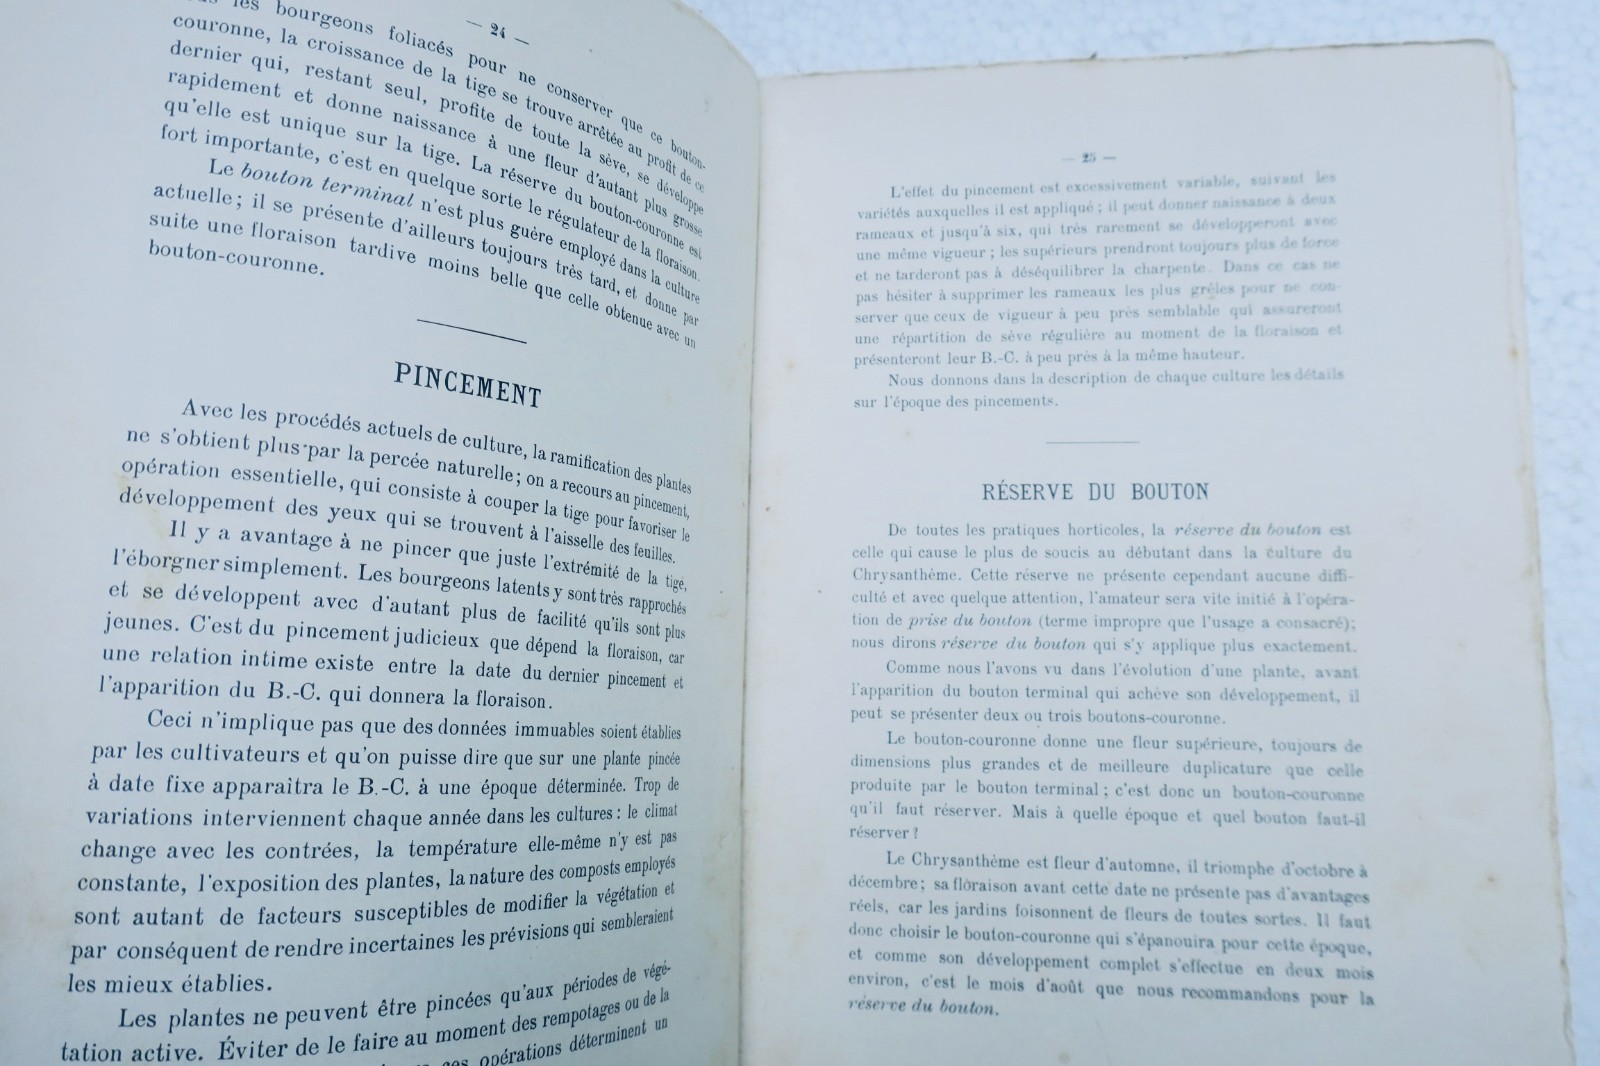 — 24 —
les bourgeons foliacés pour ne conserver que ce bouton-
couronne, la croissance de la tige se trouve arrêtée au profit de ce
dernier qui, restant seul, profite de toute la sève, se développe
rapidement et donne naissance à une fleur d'autant plus grosse
qu'elle est unique sur la tige. La réserve du bouton-couronne est
fort importante, c'est en quelque sorte le régulateur de la floraison.
Le bouton terminal n'est plus guère employé dans la culture
actuelle; il se présente d'ailleurs toujours très tard, et donne par
suite une floraison tardive moins belle que celle obtenue avec un
bouton-couronne.
PINCEMENT
Avec les procédés actuels de culture, la ramification des plantes
ne s'obtient plus par la percée naturelle; on a recours au pincement,
opération essentielle, qui consiste à couper la tige pour favoriser le
développement des yeux qui se trouvent à l'aisselle des feuilles.
Il y a avantage à ne pincer que juste l'extrémité de la tige,
l'éborgner simplement. Les bourgeons latents y sont très rapprochés
et se développent avec d'autant plus de facilité qu'ils sont plus
jeunes. C'est du pincement judicieux que dépend la floraison, car
une relation intime existe entre la date du dernier pincement et
l'apparition du B.-C. qui donnera la floraison.
Ceci n'implique pas que des données immuables soient établies
par les cultivateurs et qu'on puisse dire que sur une plante pincée
à date fixe apparaîtra le B.-C. à une époque déterminée. Trop de
variations interviennent chaque année dans les cultures : le climat
change avec les contrées, la température elle-même n'y est pas
constante, l'exposition des plantes, la nature des composts employés
sont autant de facteurs susceptibles de modifier la végétation et
par conséquent de rendre incertaines les prévisions qui sembleraient
les mieux établies.
Les plantes ne peuvent être pincées qu'aux périodes de végé-
tation active. Éviter de le faire au moment des rempotages ou de la
ces opérations déterminent un
— 25 —
L'effet du pincement est excessivement variable, suivant les
variétés auxquelles il est appliqué; il peut donner naissance à deux
rameaux et jusqu'à six, qui très rarement se développeront avec
une même vigueur; les supérieurs prendront toujours plus de force
et ne tarderont pas à déséquilibrer la charpente. Dans ce cas ne
pas hésiter à supprimer les rameaux les plus grêles pour ne con-
server que ceux de vigueur à peu près semblable qui assureront
une répartition de sève régulière au moment de la floraison et
présenteront leur B.-C. à peu près à la même hauteur.
Nous donnons dans la description de chaque culture les détails
sur l'époque des pincements.
RÉSERVE DU BOUTON
De toutes les pratiques horticoles, la réserve du bouton est
celle qui cause le plus de soucis au débutant dans la culture du
Chrysanthème. Cette réserve ne présente cependant aucune diffi-
culté et avec quelque attention, l'amateur sera vite initié à l'opéra-
tion de prise du bouton (terme impropre que l'usage a consacré);
nous dirons réserve du bouton qui s'y applique plus exactement.
Comme nous l'avons vu dans l'évolution d'une plante, avant
l'apparition du bouton terminal qui achève son développement, il
peut se présenter deux ou trois boutons-couronne.
Le bouton-couronne donne une fleur supérieure, toujours de
dimensions plus grandes et de meilleure duplicature que celle
produite par le bouton terminal; c'est donc un bouton-couronne
qu'il faut réserver. Mais à quelle époque et quel bouton faut-il
réserver?
Le Chrysanthème est fleur d'automne, il triomphe d'octobre à
décembre; sa floraison avant cette date ne présente pas d'avantages
réels, car les jardins foisonnent de fleurs de toutes sortes. Il faut
donc choisir le bouton-couronne qui s'épanouira pour cette époque,
et comme son développement complet s'effectue en deux mois
environ, c'est le mois d'août que nous recommandons pour la
réserve du bouton.